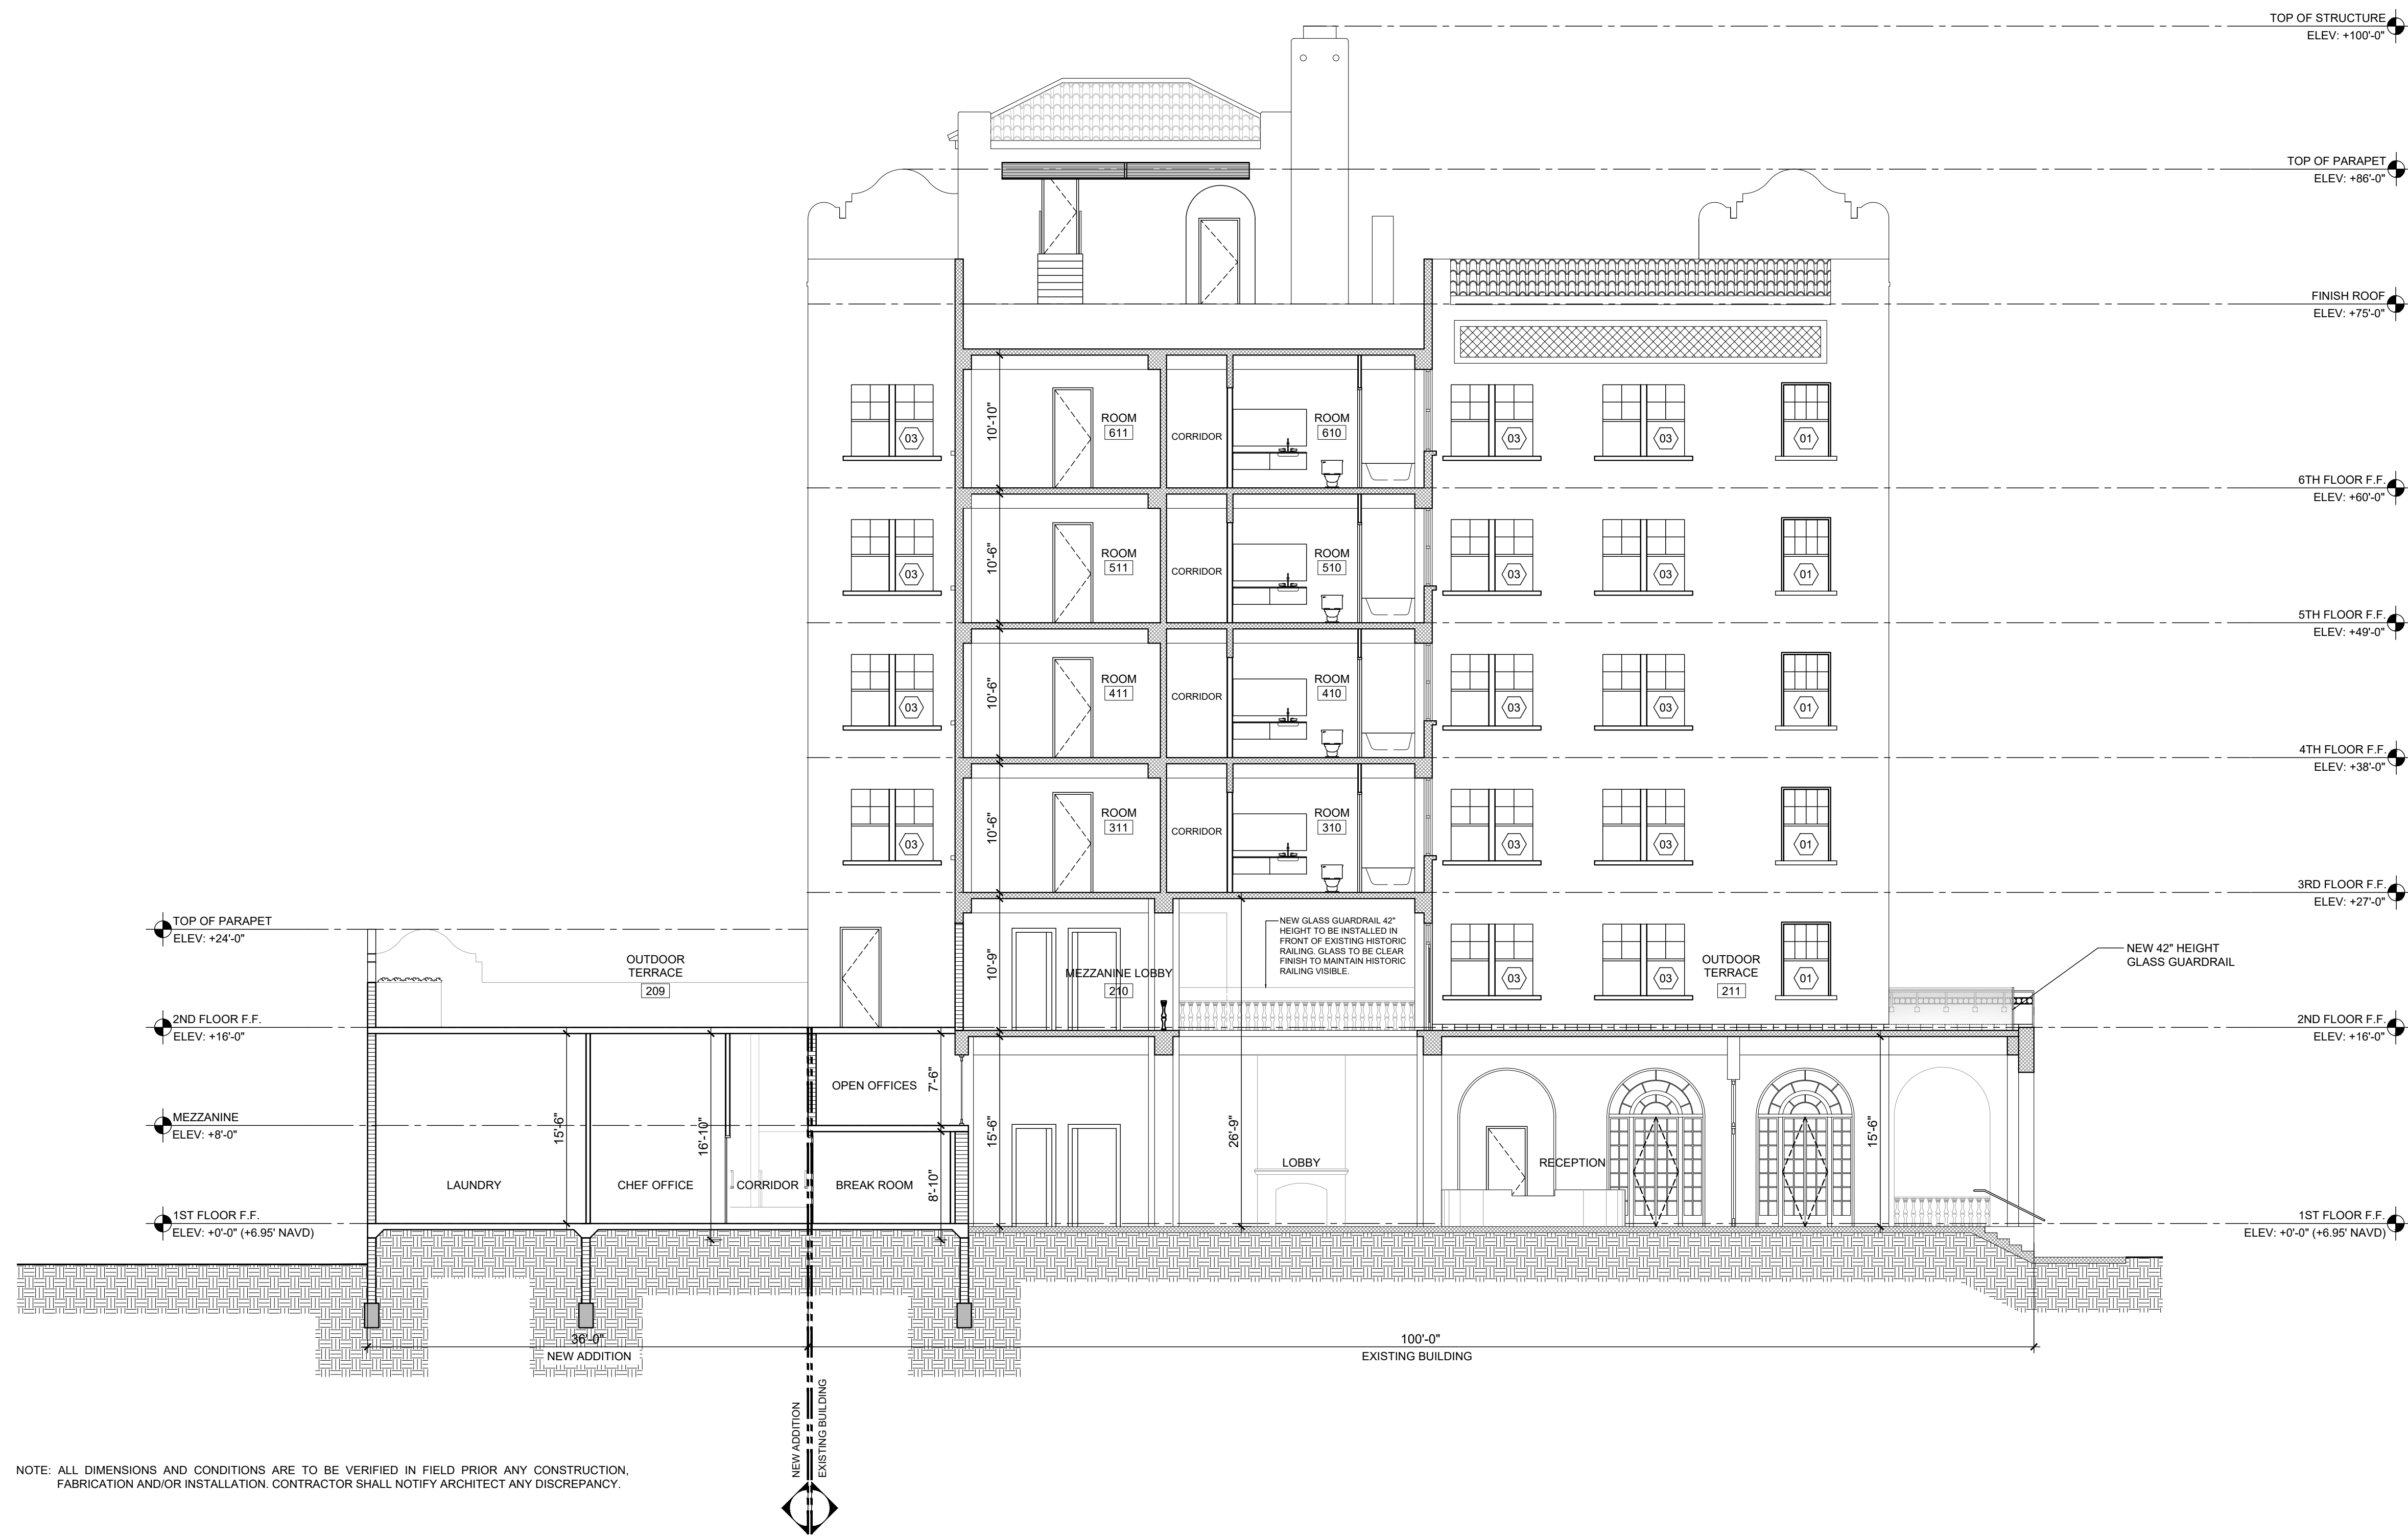 TOP OF STRUCTURE
ELEV: +100'-0"
TOP OF PARAPET
ELEV: +86'-0"
FINISH ROOF
ELEV: +75'-0"
10'-10"
ROOM
611
CORRIDOR
ROOM
610
03
03
03
01
6TH FLOOR F.F.
ELEV: +60'-0"
10'-6"
ROOM
511
CORRIDOR
ROOM
510
03
03
03
01
5TH FLOOR F.F.
ELEV: +49'-0"
10'-6"
ROOM
411
CORRIDOR
ROOM
410
03
03
03
01
4TH FLOOR F.F.
ELEV: +38'-0"
10'-6"
ROOM
311
CORRIDOR
ROOM
310
03
03
03
01
3RD FLOOR F.F.
ELEV: +27'-0"
TOP OF PARAPET
ELEV: +24'-0"
OUTDOOR
TERRACE
209
10'-9"
MEZZANINE LOBBY
210
NEW GLASS GUARDRAIL 42"
HEIGHT TO BE INSTALLED IN
FRONT OF EXISTING HISTORIC
RAILING. GLASS TO BE CLEAR
FINISH TO MAINTAIN HISTORIC
RAILING VISIBLE.
03
03
OUTDOOR
TERRACE
211
01
NEW 42" HEIGHT
GLASS GUARDRAIL
2ND FLOOR F.F.
ELEV: +16'-0"
2ND FLOOR F.F.
ELEV: +16'-0"
OPEN OFFICES
7'-6"
MEZZANINE
ELEV: +8'-0"
15'-6"
16'-10"
15'-6"
26'-9"
15'-6"
LAUNDRY
CHEF OFFICE
CORRIDOR
BREAK ROOM
8'-10"
LOBBY
RECEPTION
1ST FLOOR F.F.
ELEV: +0'-0" (+6.95' NAVD)
1ST FLOOR F.F.
ELEV: +0'-0" (+6.95' NAVD)
36'-0"
NEW ADDITION
100'-0"
EXISTING BUILDING
NEW ADDITION
EXISTING BUILDING
NOTE: ALL DIMENSIONS AND CONDITIONS ARE TO BE VERIFIED IN FIELD PRIOR ANY CONSTRUCTION,
FABRICATION AND/OR INSTALLATION. CONTRACTOR SHALL NOTIFY ARCHITECT ANY DISCREPANCY.